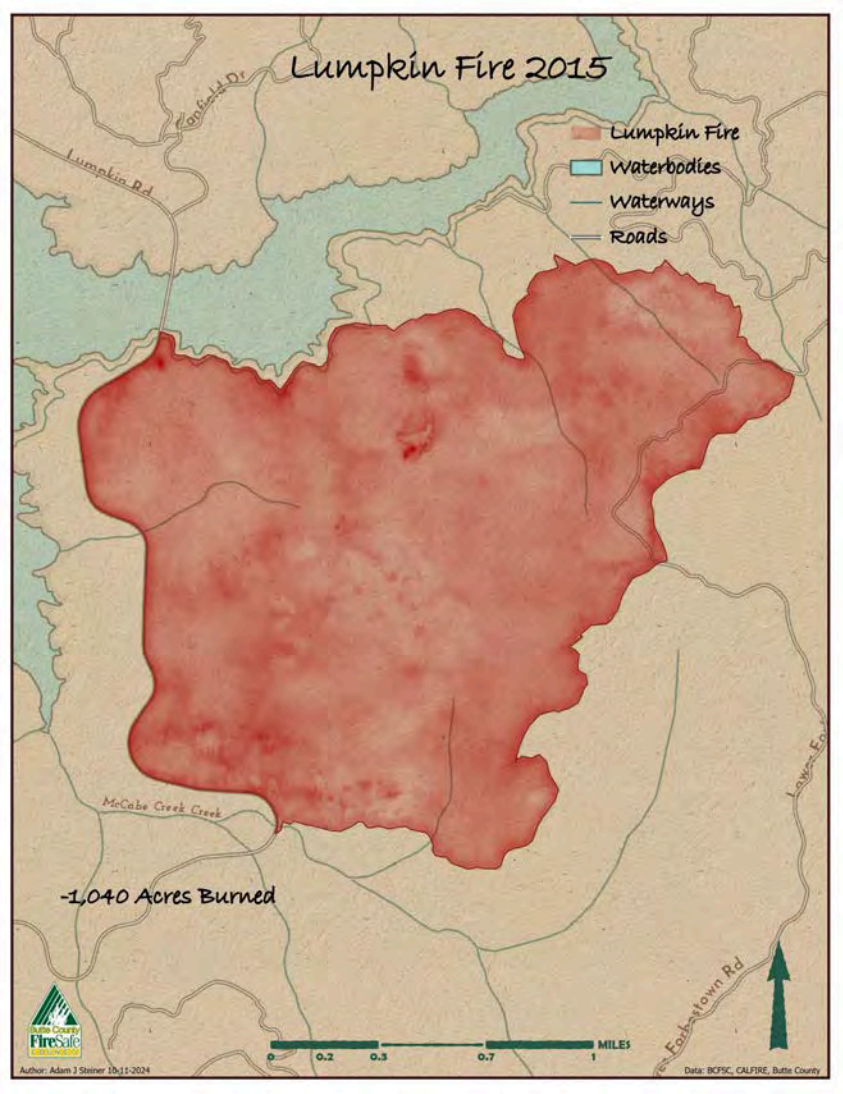 Lumpkin Fire 2015
anfield Dr
Lumpkin Rd
Lumpkin Fire
Waterbodies
Waterways
Roads
McCabe Creek Creek
Lower Fo
-1,040 Acres Burned
Forbestown Rd
Butte County
FireSafe
0 0.2 0.3 0.7 1 MILES
Author: Adam J Steiner 10-11-2024
Data: BCFSC, CALFIRE, Butte County